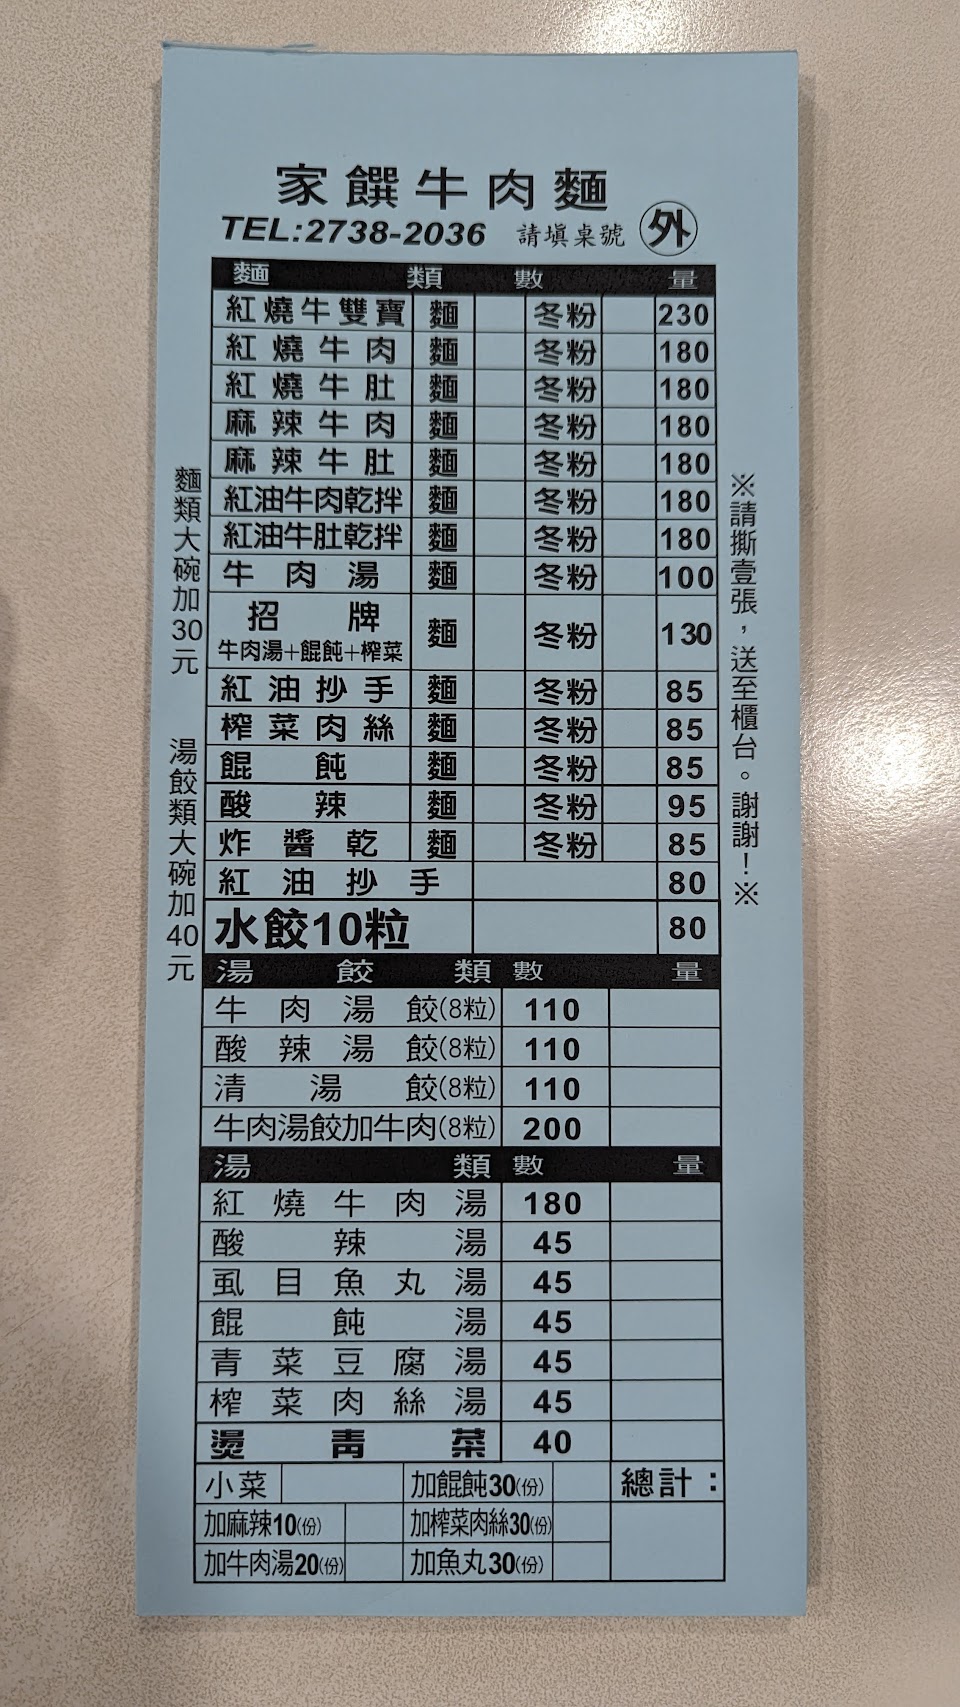 家饌牛肉麵
TEL:2738-2036 請填桌號 外
麵類 數量
紅燒牛雙寶 麵 冬粉 230
紅燒牛肉 麵 冬粉 180
紅燒牛肚 麵 冬粉 180
麻辣牛肉 麵 冬粉 180
麻辣牛肚 麵 冬粉 180
紅油牛肉乾拌 麵 冬粉 180
紅油牛肚乾拌 麵 冬粉 180
牛肉湯 麵 冬粉 100
招牌
牛肉湯+餛飩+榨菜 麵 冬粉 130
紅油抄手 麵 冬粉 85
榨菜肉絲 麵 冬粉 85
餛飩 麵 冬粉 85
酸辣 麵 冬粉 95
炸醬乾 麵 冬粉 85
紅油抄手 80
水餃10粒 80
湯餃類 數量
牛肉湯餃(8粒) 110
酸辣湯餃(8粒) 110
清湯餃(8粒) 110
牛肉湯餃加牛肉(8粒) 200
湯類 數量
紅燒牛肉湯 180
酸辣湯 45
虱目魚丸湯 45
餛飩湯 45
青菜豆腐湯 45
榨菜肉絲湯 45
燙青菜 40
小菜 加餛飩30(份) 總計：
加麻辣10(份) 加榨菜肉絲30(份)
加牛肉湯20(份) 加魚丸30(份)
麵類大碗加30元
湯餃類大碗加40元
※請撕壹張，送至櫃台。謝謝！※